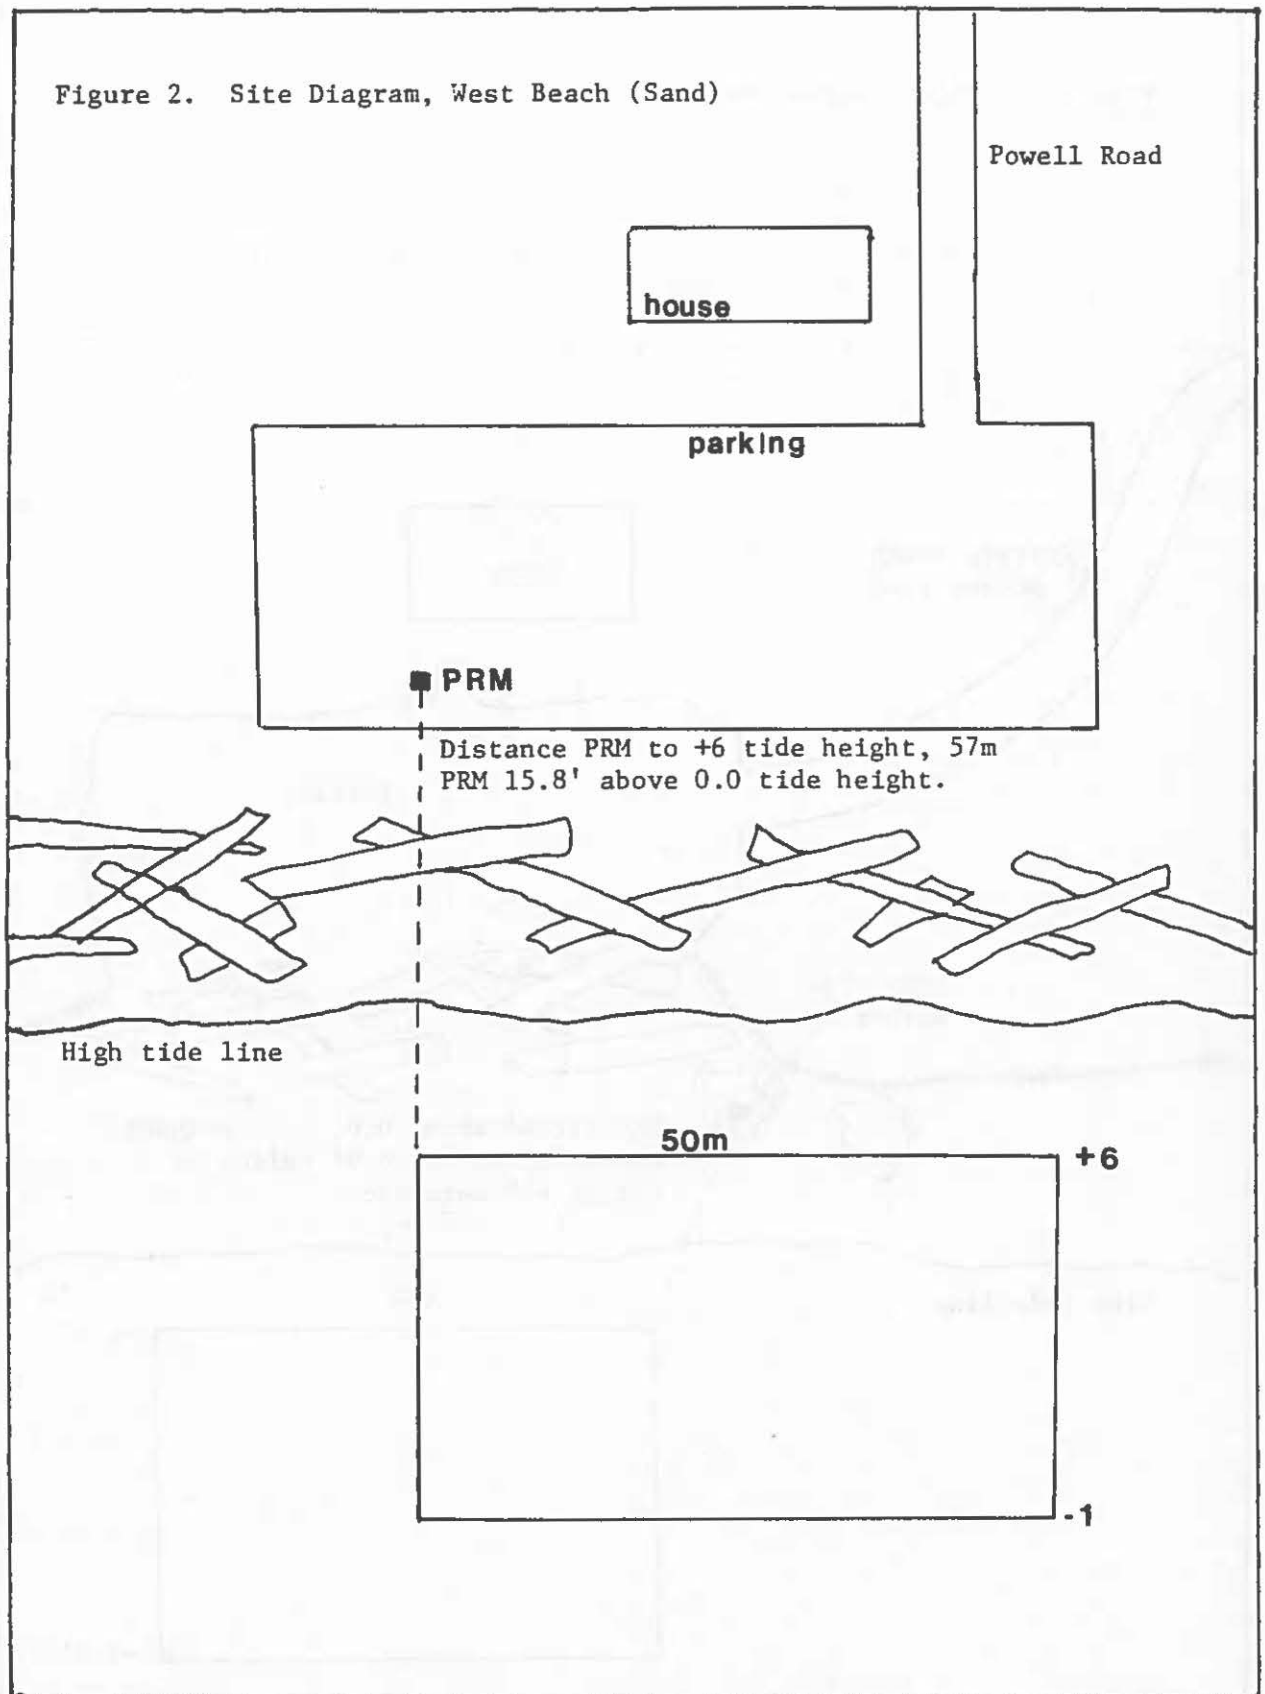 Figure 2. Site Diagram, West Beach (Sand)
Powell Road
house
parking
PRM
Distance PRM to +6 tide height, 57m
PRM 15.8' above 0.0 tide height.
High tide line
50m
+6
-1